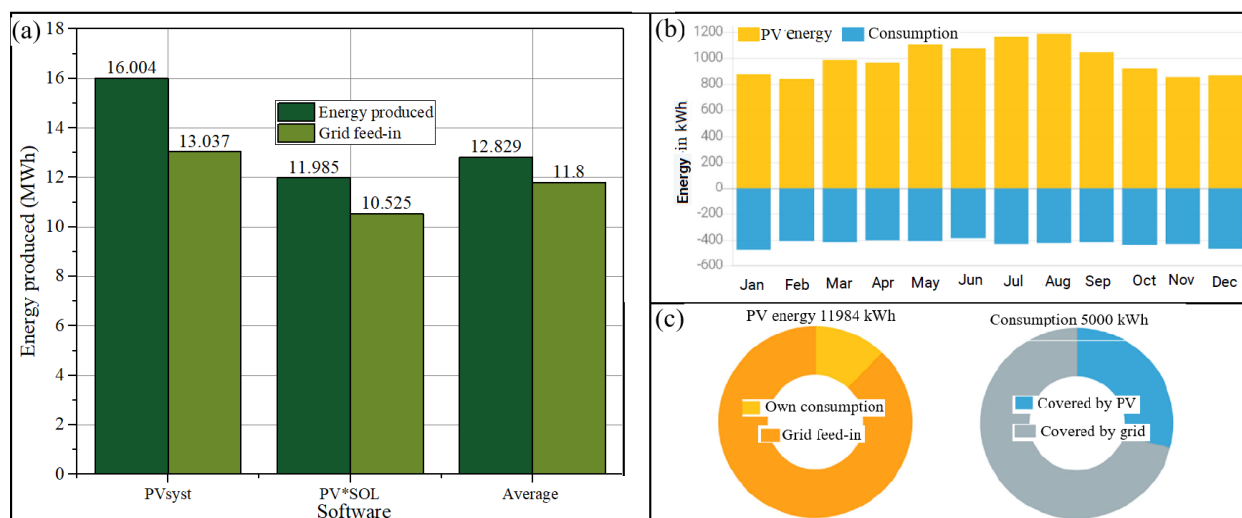 (a)
18
16
14
12
10
8
6
4
2
0
Energy produced (MWh)
16.004
13.037
11.985
10.525
12.829
11.8
Energy produced
Grid feed-in
PVsyst
PV*SOL
Average
Software
(b)
PV energy
Consumption
1200
1000
800
600
400
200
0
-200
-400
-600
Energy in kWh
Jan
Feb
Mar
Apr
May
Jun
Jul
Aug
Sep
Oct
Nov
Dec
(c)
PV energy 11984 kWh
Own consumption
Grid feed-in
Consumption 5000 kWh
Covered by PV
Covered by grid